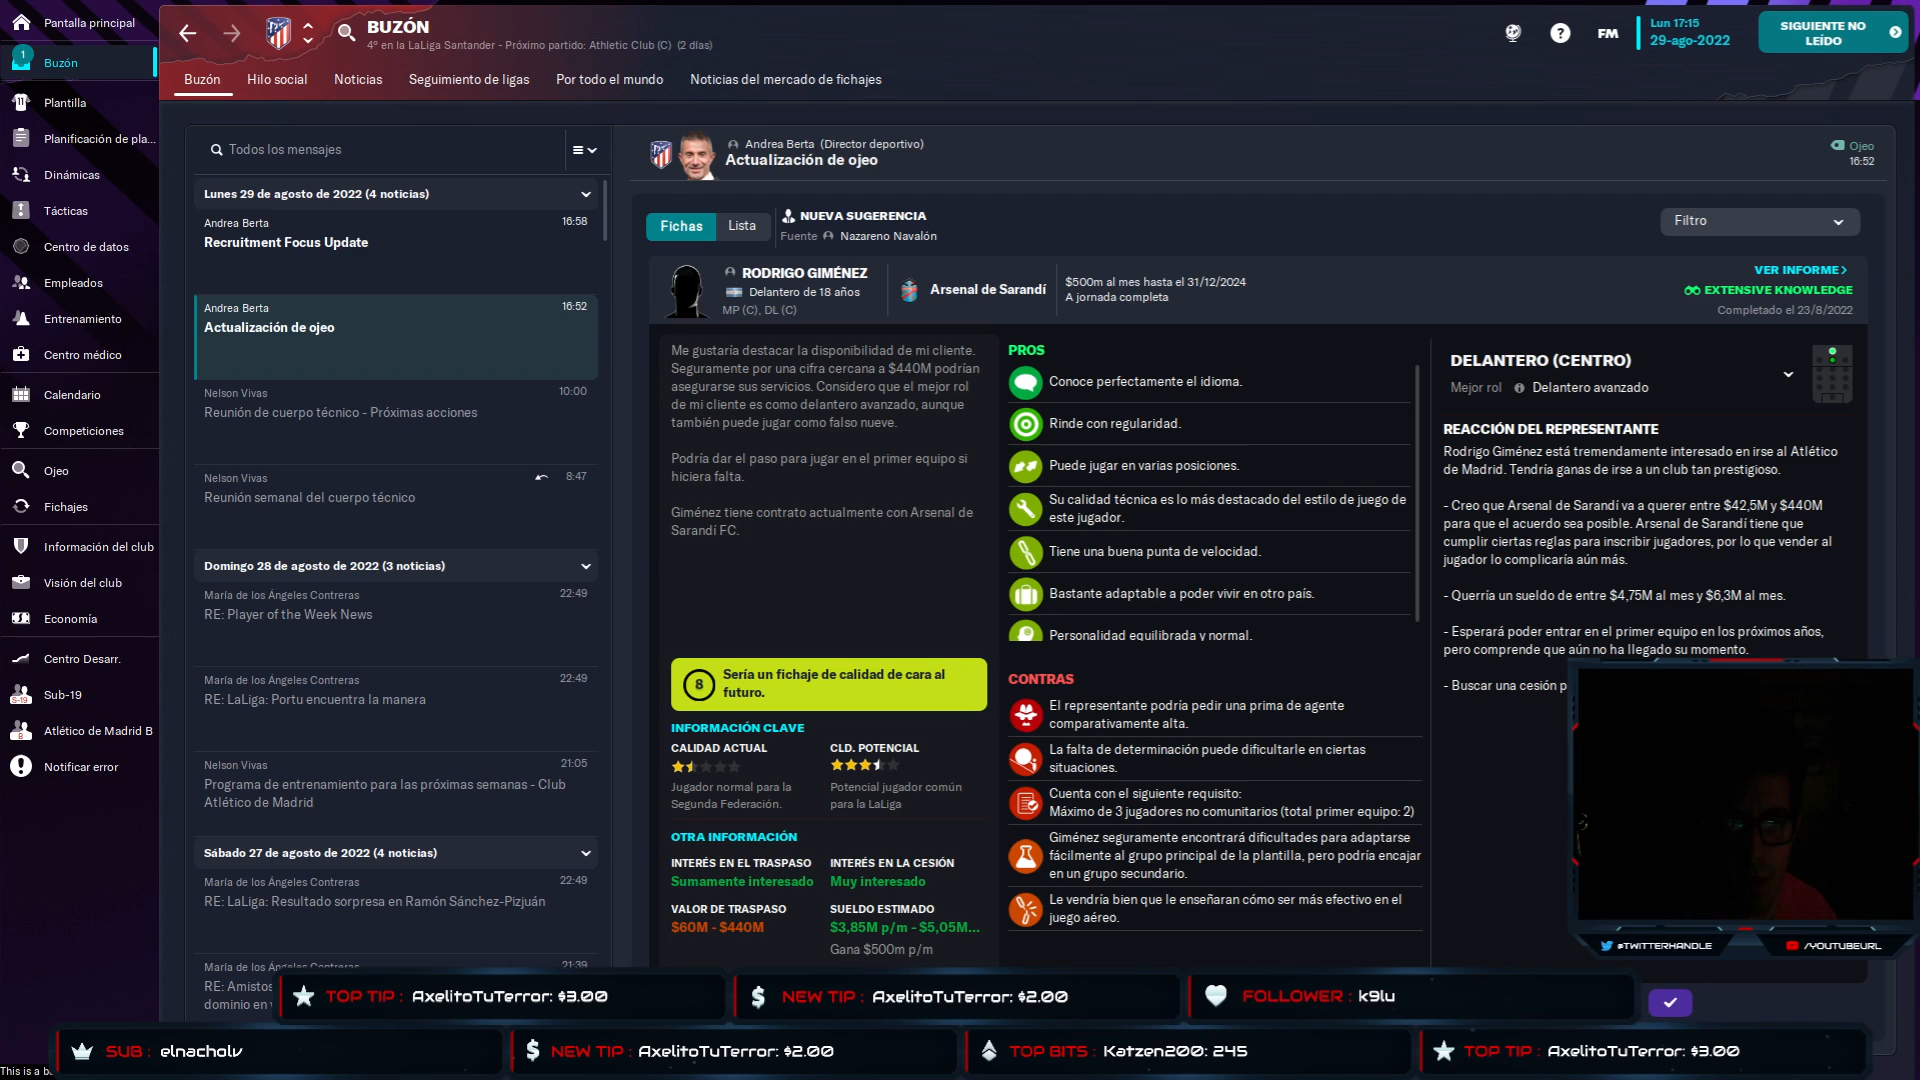 Pantalla principal
1
Buzón
Plantilla
Planificación de pla...
Dinámicas
Tácticas
Centro de datos
Empleados
Entrenamiento
Centro médico
Calendario
Competiciones
Ojeo
Fichajes
Información del club
Visión del club
Economía
Centro Desarr.
Sub-19
Atlético de Madrid B
Notificar error
BUZÓN
4º en la LaLiga Santander - Próximo partido: Athletic Club (C) (2 días)
FM
Lun 17:15
29-ago-2022
SIGUIENTE NO LEÍDO
Buzón
Hilo social
Noticias
Seguimiento de ligas
Por todo el mundo
Noticias del mercado de fichajes
Todos los mensajes
Lunes 29 de agosto de 2022 (4 noticias)
Andrea Berta 16:58
Recruitment Focus Update
Andrea Berta 16:52
Actualización de ojeo
Nelson Vivas 10:00
Reunión de cuerpo técnico - Próximas acciones
Nelson Vivas 8:47
Reunión semanal del cuerpo técnico
Domingo 28 de agosto de 2022 (3 noticias)
María de los Ángeles Contreras 22:49
RE: Player of the Week News
María de los Ángeles Contreras 22:49
RE: LaLiga: Portu encuentra la manera
Nelson Vivas 21:05
Programa de entrenamiento para las próximas semanas - Club
Atlético de Madrid
Sábado 27 de agosto de 2022 (4 noticias)
María de los Ángeles Contreras 22:49
RE: LaLiga: Resultado sorpresa en Ramón Sánchez-Pizjuán
María de los Ángeles Contreras 21:39
RE: Amistos
dominio en
Andrea Berta (Director deportivo)
Actualización de ojeo
Ojeo
16:52
Fichas
Lista
NUEVA SUGERENCIA
Fuente Nazareno Navalón
Filtro
RODRIGO GIMÉNEZ
Delantero de 18 años
MP (C), DL (C)
Arsenal de Sarandí
$500m al mes hasta el 31/12/2024
A jornada completa
VER INFORME
EXTENSIVE KNOWLEDGE
Completado el 23/8/2022
Me gustaría destacar la disponibilidad de mi cliente.
Seguramente por una cifra cercana a $440M podrían
asegurarse sus servicios. Considero que el mejor rol
de mi cliente es como delantero avanzado, aunque
también puede jugar como falso nueve.
Podría dar el paso para jugar en el primer equipo si
hiciera falta.
Giménez tiene contrato actualmente con Arsenal de
Sarandí FC.
8
Sería un fichaje de calidad de cara al
futuro.
INFORMACIÓN CLAVE
CALIDAD ACTUAL
Jugador normal para la
Segunda Federación.
CLD. POTENCIAL
Potencial jugador común
para la LaLiga
OTRA INFORMACIÓN
INTERÉS EN EL TRASPASO
Sumamente interesado
INTERÉS EN LA CESIÓN
Muy interesado
VALOR DE TRASPASO
$60M - $440M
SUELDO ESTIMADO
$3,85M p/m - $5,05M...
Gana $500m p/m
PROS
Conoce perfectamente el idioma.
Rinde con regularidad.
Puede jugar en varias posiciones.
Su calidad técnica es lo más destacado del estilo de juego de
este jugador.
Tiene una buena punta de velocidad.
Bastante adaptable a poder vivir en otro país.
Personalidad equilibrada y normal.
CONTRAS
El representante podría pedir una prima de agente
comparativamente alta.
La falta de determinación puede dificultarle en ciertas
situaciones.
Cuenta con el siguiente requisito:
Máximo de 3 jugadores no comunitarios (total primer equipo: 2)
Giménez seguramente encontrará dificultades para adaptarse
fácilmente al grupo principal de la plantilla, pero podría encajar
en un grupo secundario.
Le vendría bien que le enseñaran cómo ser más efectivo en el
juego aéreo.
DELANTERO (CENTRO)
Mejor rol Delantero avanzado
REACCIÓN DEL REPRESENTANTE
Rodrigo Giménez está tremendamente interesado en irse al Atlético
de Madrid. Tendría ganas de irse a un club tan prestigioso.
- Creo que Arsenal de Sarandí va a querer entre $42,5M y $440M
para que el acuerdo sea posible. Arsenal de Sarandí tiene que
cumplir ciertas reglas para inscribir jugadores, por lo que vender al
jugador lo complicaría aún más.
- Querría un sueldo de entre $4,75M al mes y $6,3M al mes.
- Esperará poder entrar en el primer equipo en los próximos años,
pero comprende que aún no ha llegado su momento.
- Buscar una cesión p
@TWITTERHANDLE
/YOUTUBEURL
TOP TIP : AxelitoTuTerror: $3.00
NEW TIP : AxelitoTuTerror: $2.00
FOLLOWER : k9lu
SUB : elnacholv
NEW TIP : AxelitoTuTerror: $2.00
TOP BITS : Katzen200: 245
TOP TIP : AxelitoTuTerror: $3.00
This is a b